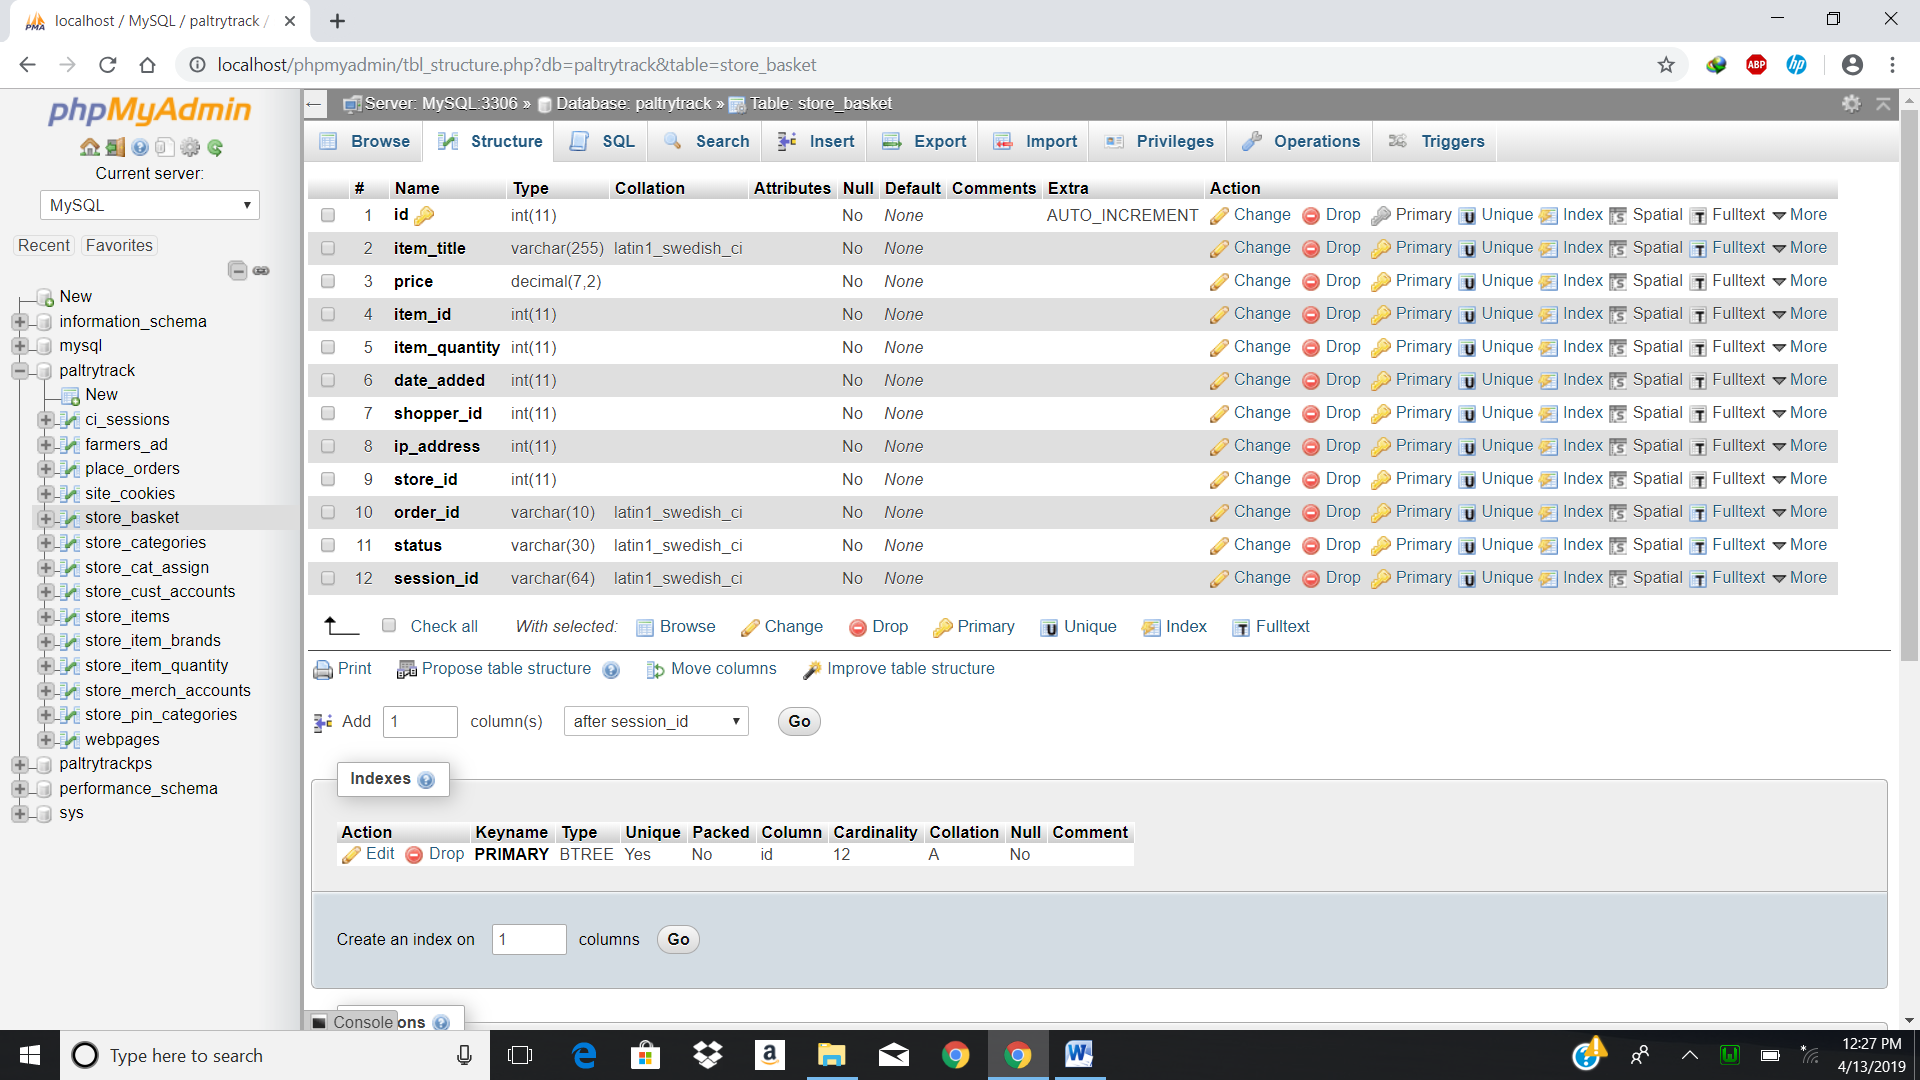 localhost / MySQL / paltrytrack /
localhost/phpmyadmin/tbl_structure.php?db=paltrytrack&table=store_basket
ABP
hp
phpMyAdmin
Current server:
MySQL
Recent Favorites
New
information_schema
mysql
paltrytrack
New
ci_sessions
farmers_ad
place_orders
site_cookies
store_basket
store_categories
store_cat_assign
store_cust_accounts
store_items
store_item_brands
store_item_quantity
store_merch_accounts
store_pin_categories
webpages
paltrytrackps
performance_schema
sys
Server: MySQL:3306 » Database: paltrytrack » Table: store_basket
Browse Structure SQL Search Insert Export Import Privileges Operations Triggers
# Name Type Collation Attributes Null Default Comments Extra Action
1 id int(11) No None AUTO_INCREMENT Change Drop Primary Unique Index Spatial Fulltext More
2 item_title varchar(255) latin1_swedish_ci No None Change Drop Primary Unique Index Spatial Fulltext More
3 price decimal(7,2) No None Change Drop Primary Unique Index Spatial Fulltext More
4 item_id int(11) No None Change Drop Primary Unique Index Spatial Fulltext More
5 item_quantity int(11) No None Change Drop Primary Unique Index Spatial Fulltext More
6 date_added int(11) No None Change Drop Primary Unique Index Spatial Fulltext More
7 shopper_id int(11) No None Change Drop Primary Unique Index Spatial Fulltext More
8 ip_address int(11) No None Change Drop Primary Unique Index Spatial Fulltext More
9 store_id int(11) No None Change Drop Primary Unique Index Spatial Fulltext More
10 order_id varchar(10) latin1_swedish_ci No None Change Drop Primary Unique Index Spatial Fulltext More
11 status varchar(30) latin1_swedish_ci No None Change Drop Primary Unique Index Spatial Fulltext More
12 session_id varchar(64) latin1_swedish_ci No None Change Drop Primary Unique Index Spatial Fulltext More
Check all With selected: Browse Change Drop Primary Unique Index Fulltext
Print Propose table structure Move columns Improve table structure
Add 1 column(s) after session_id Go
Indexes
Action Keyname Type Unique Packed Column Cardinality Collation Null Comment
Edit Drop PRIMARY BTREE Yes No id 12 A No
Create an index on 1 columns Go
Console ons
Type here to search
12:27 PM
4/13/2019